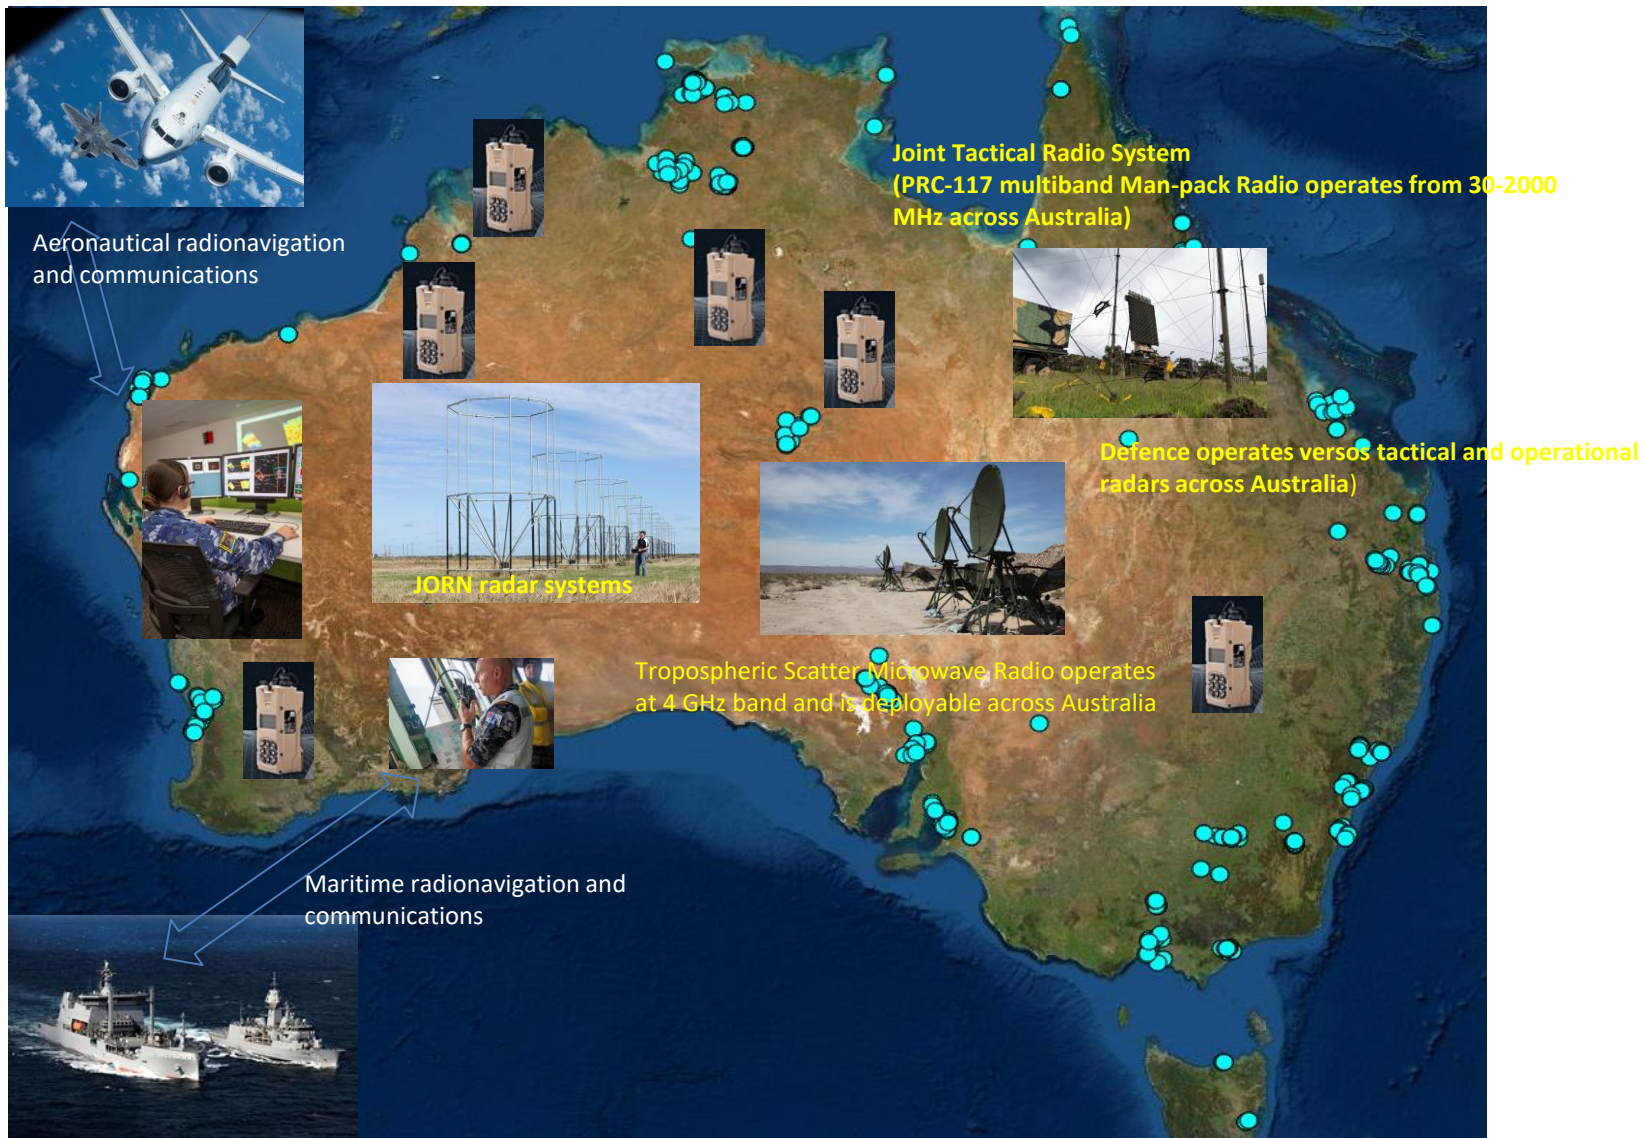 Joint Tactical Radio System
(PRC-117 multiband Man-pack Radio operates from 30-2000
MHz across Australia)
Aeronautical radionavigation
and communications
Defence operates versos tactical and operational
radars across Australia)
JORN radar systems
Tropospheric Scatter Microwave Radio operates
at 4 GHz band and is deployable across Australia
Maritime radionavigation and
communications